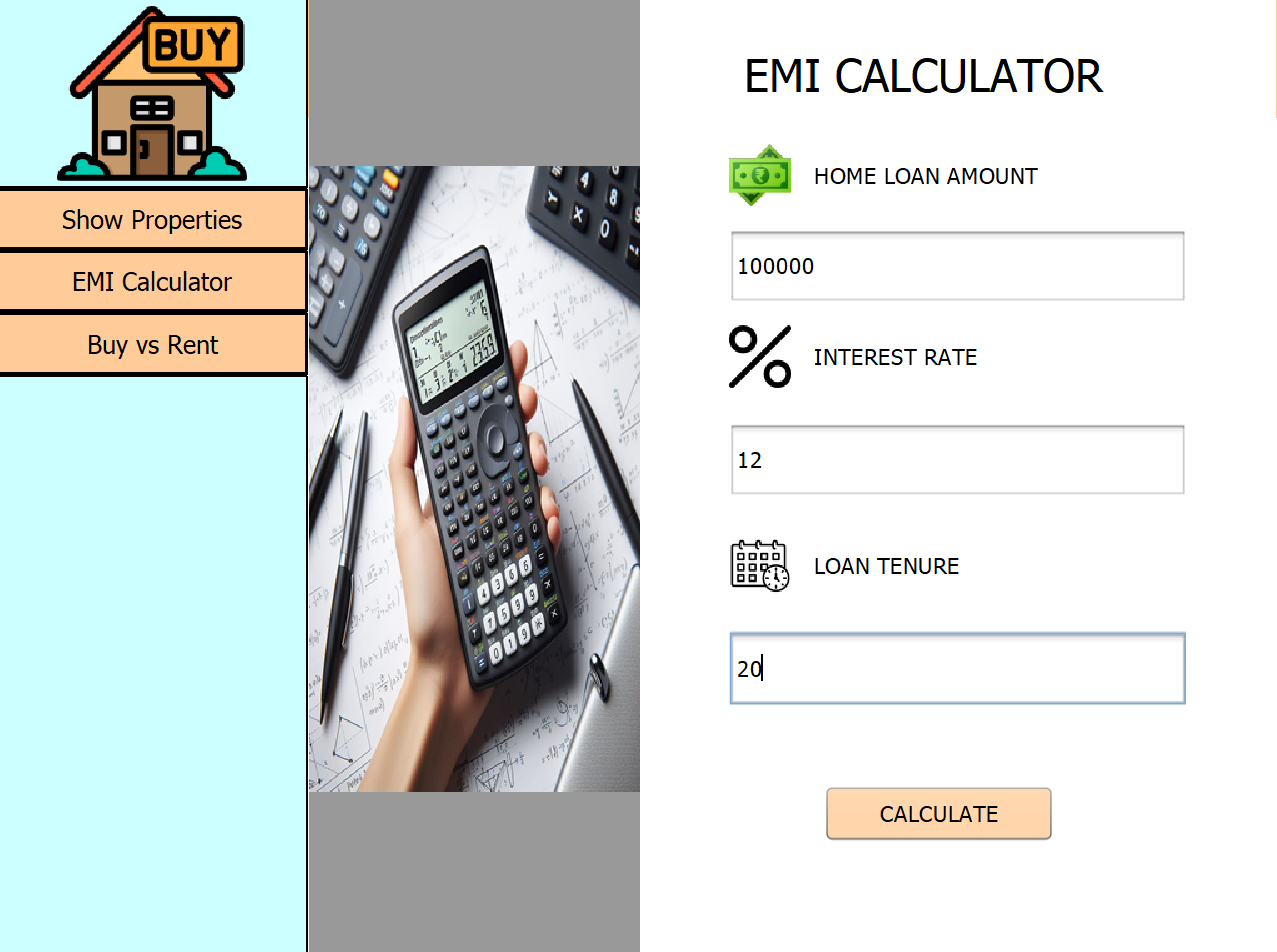 BUY
Show Properties
EMI Calculator
Buy vs Rent
EMI CALCULATOR
HOME LOAN AMOUNT
100000
INTEREST RATE
12
LOAN TENURE
20
CALCULATE